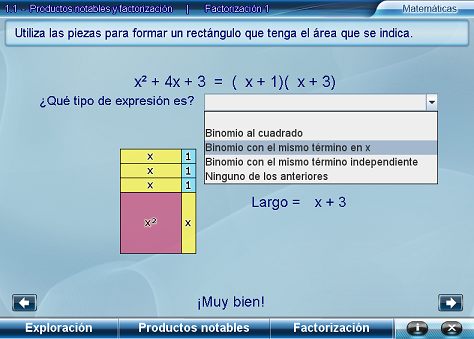 1.1 - Productos notables y factorización | Factorización 1 Matemáticas
Utiliza las piezas para formar un rectángulo que tenga el área que se indica.
x² + 4x + 3 = ( x + 1)( x + 3)
¿Qué tipo de expresión es?
Binomio al cuadrado
Binomio con el mismo término en x
Binomio con el mismo término independiente
Ninguno de los anteriores
x 1
x 1
x 1
x² x
Largo = x + 3
¡Muy bien!
Exploración Productos notables Factorización i X